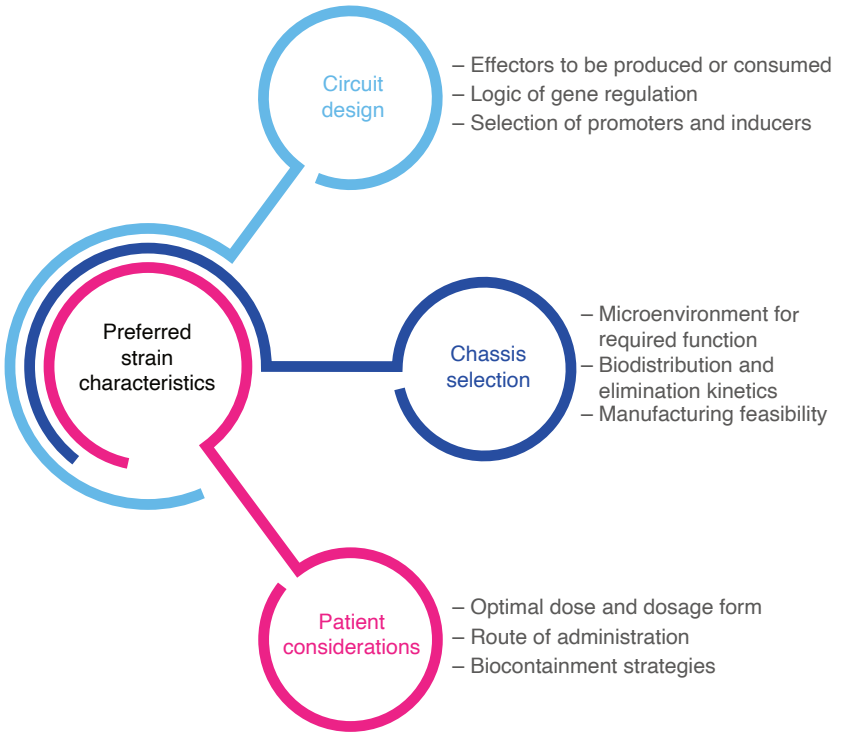 Circuit
design
– Effectors to be produced or consumed
– Logic of gene regulation
– Selection of promoters and inducers
Preferred
strain
characteristics
Chassis
selection
– Microenvironment for
required function
– Biodistribution and
elimination kinetics
– Manufacturing feasibility
Patient
considerations
– Optimal dose and dosage form
– Route of administration
– Biocontainment strategies